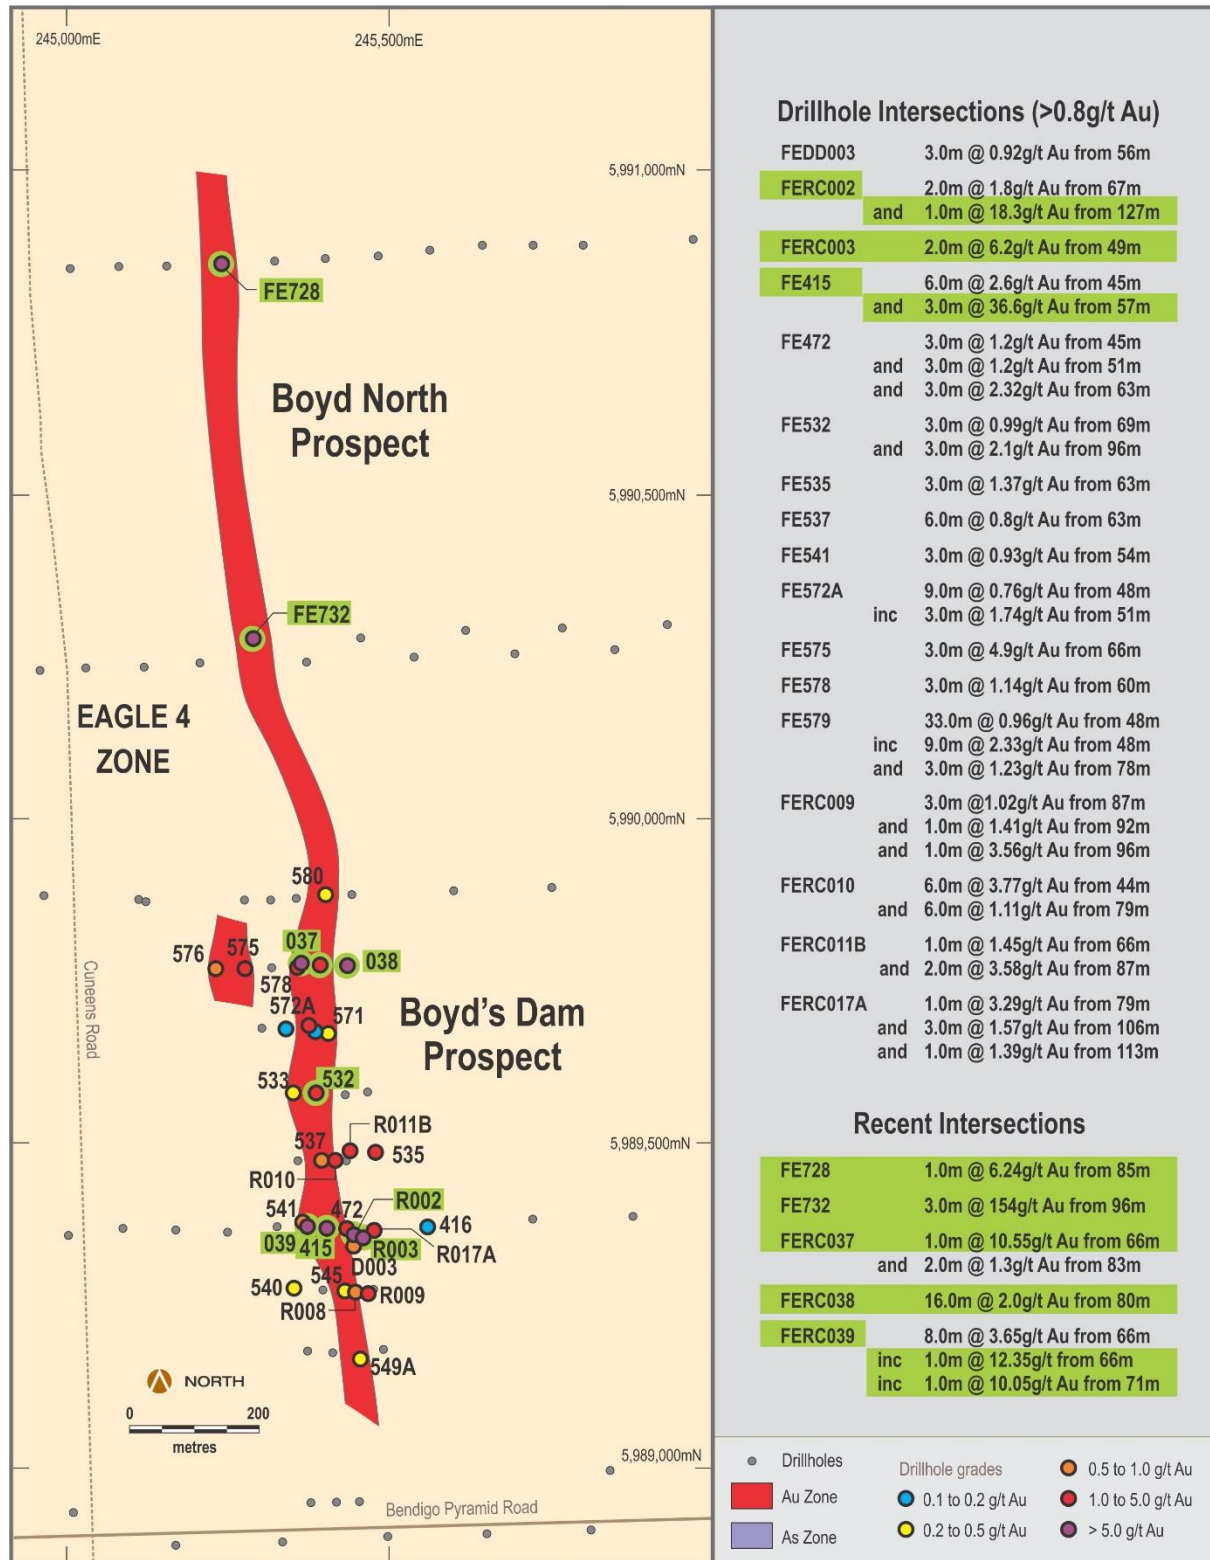 245,000mE
245,500mE
5,991,000mN
FE728
Boyd North
Prospect
5,990,500mN
FE732
EAGLE 4
ZONE
5,990,000mN
580
037
576
575
038
578
572A
571
Boyd's Dam
Prospect
Cuneens Road
533
532
R011B
537
535
5,989,500mN
R010
R002
541
472
416
039
415
R003
R017A
D003
545
540
R009
R008
549A
NORTH
0
200
metres
5,989,000mN
Bendigo Pyramid Road
Drillhole Intersections (>0.8g/t Au)
FEDD003 3.0m @ 0.92g/t Au from 56m
FERC002 2.0m @ 1.8g/t Au from 67m
and 1.0m @ 18.3g/t Au from 127m
FERC003 2.0m @ 6.2g/t Au from 49m
FE415 6.0m @ 2.6g/t Au from 45m
and 3.0m @ 36.6g/t Au from 57m
FE472 3.0m @ 1.2g/t Au from 45m
and 3.0m @ 1.2g/t Au from 51m
and 3.0m @ 2.32g/t Au from 63m
FE532 3.0m @ 0.99g/t Au from 69m
and 3.0m @ 2.1g/t Au from 96m
FE535 3.0m @ 1.37g/t Au from 63m
FE537 6.0m @ 0.8g/t Au from 63m
FE541 3.0m @ 0.93g/t Au from 54m
FE572A 9.0m @ 0.76g/t Au from 48m
inc 3.0m @ 1.74g/t Au from 51m
FE575 3.0m @ 4.9g/t Au from 66m
FE578 3.0m @ 1.14g/t Au from 60m
FE579 33.0m @ 0.96g/t Au from 48m
inc 9.0m @ 2.33g/t Au from 48m
and 3.0m @ 1.23g/t Au from 78m
FERC009 3.0m @1.02g/t Au from 87m
and 1.0m @ 1.41g/t Au from 92m
and 1.0m @ 3.56g/t Au from 96m
FERC010 6.0m @ 3.77g/t Au from 44m
and 6.0m @ 1.11g/t Au from 79m
FERC011B 1.0m @ 1.45g/t Au from 66m
and 2.0m @ 3.58g/t Au from 87m
FERC017A 1.0m @ 3.29g/t Au from 79m
and 3.0m @ 1.57g/t Au from 106m
and 1.0m @ 1.39g/t Au from 113m
Recent Intersections
FE728 1.0m @ 6.24g/t Au from 85m
FE732 3.0m @ 154g/t Au from 96m
FERC037 1.0m @ 10.55g/t Au from 66m
and 2.0m @ 1.3g/t Au from 83m
FERC038 16.0m @ 2.0g/t Au from 80m
FERC039 8.0m @ 3.65g/t Au from 66m
inc 1.0m @ 12.35g/t from 66m
inc 1.0m @ 10.05g/t Au from 71m
Drillholes
Au Zone
As Zone
Drillhole grades
0.1 to 0.2 g/t Au
0.2 to 0.5 g/t Au
0.5 to 1.0 g/t Au
1.0 to 5.0 g/t Au
> 5.0 g/t Au